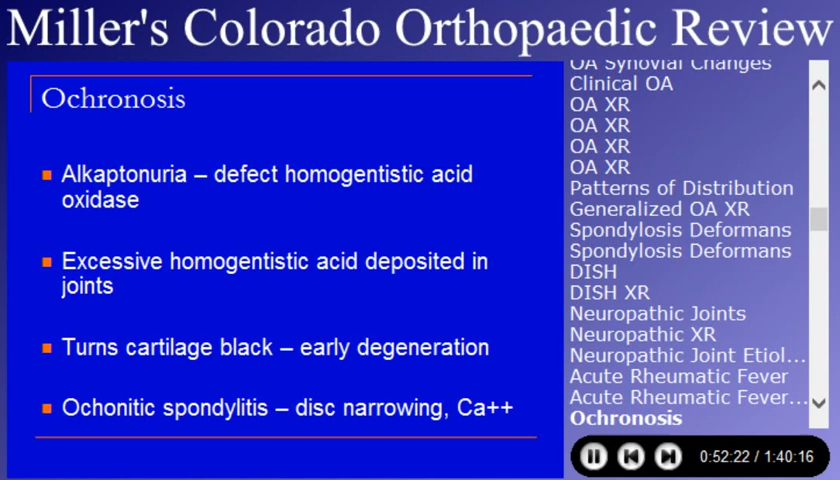 Miller's Colorado Orthopaedic Review
Ochronosis
Alkaptonuria – defect homogentistic acid
oxidase
Excessive homogentistic acid deposited in
joints
Turns cartilage black – early degeneration
Ochonitic spondylitis – disc narrowing, Ca++
OA Synovial Changes
Clinical OA
OA XR
OA XR
OA XR
OA XR
Patterns of Distribution
Generalized OA XR
Spondylosis Deformans
Spondylosis Deformans
DISH
DISH XR
Neuropathic Joints
Neuropathic XR
Neuropathic Joint Etiol...
Acute Rheumatic Fever
Acute Rheumatic Fever...
Ochronosis
0:52:22 / 1:40:16